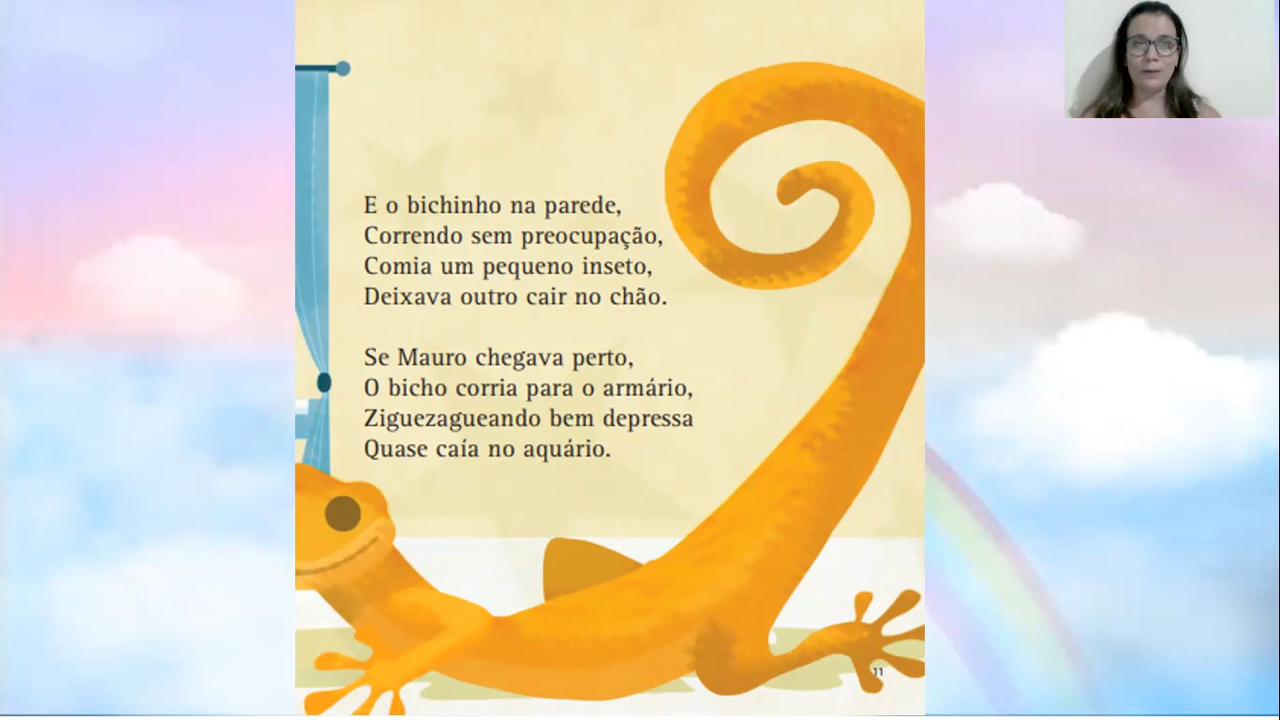 E o bichinho na parede,
Correndo sem preocupação,
Comia um pequeno inseto,
Deixava outro cair no chão.
Se Mauro chegava perto,
O bicho corria para o armário,
Ziguezagueando bem depressa
Quase caía no aquário.
11